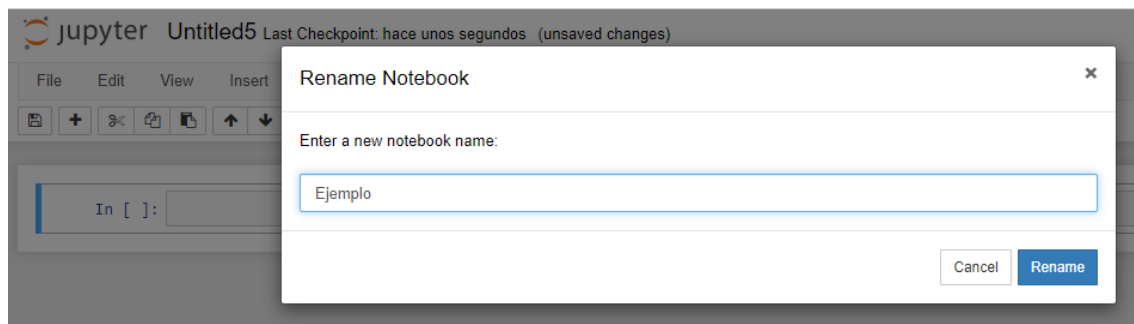 jupyter Untitled5 Last Checkpoint: hace unos segundos (unsaved changes)
File Edit View Insert
Rename Notebook ×
Enter a new notebook name:
Ejemplo
In [ ]:
Cancel Rename